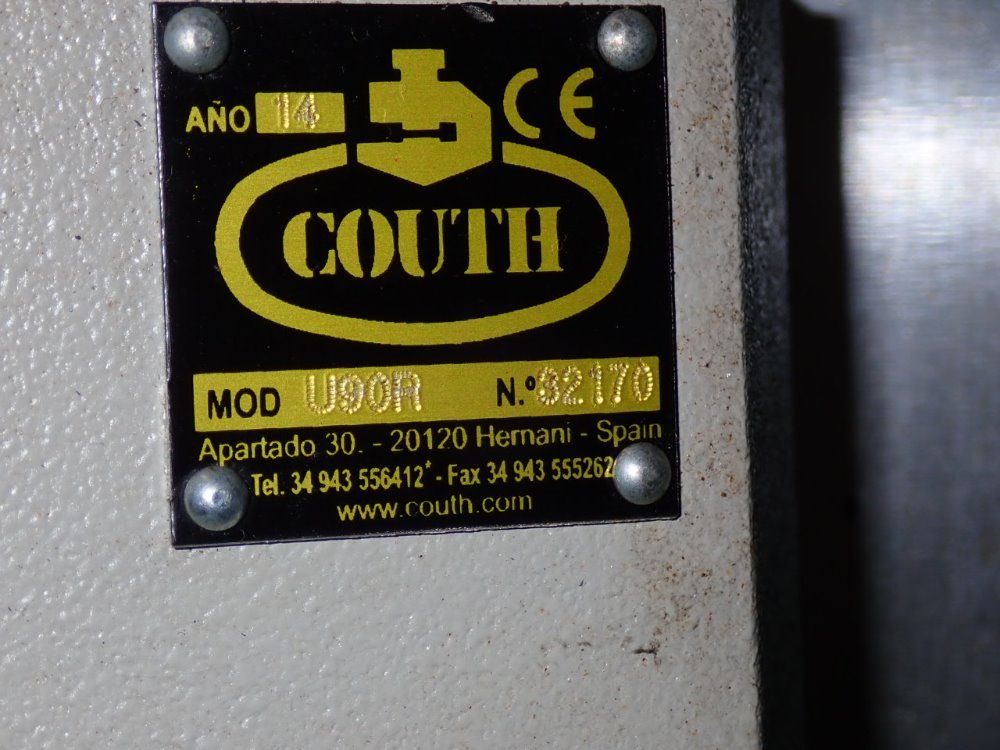 AÑO 14 CE
COUTH
MOD U90R N.º 32170
Apartado 30. - 20120 Hernani - Spain
Tel. 34 943 556412* - Fax 34 943 555262
www.couth.com